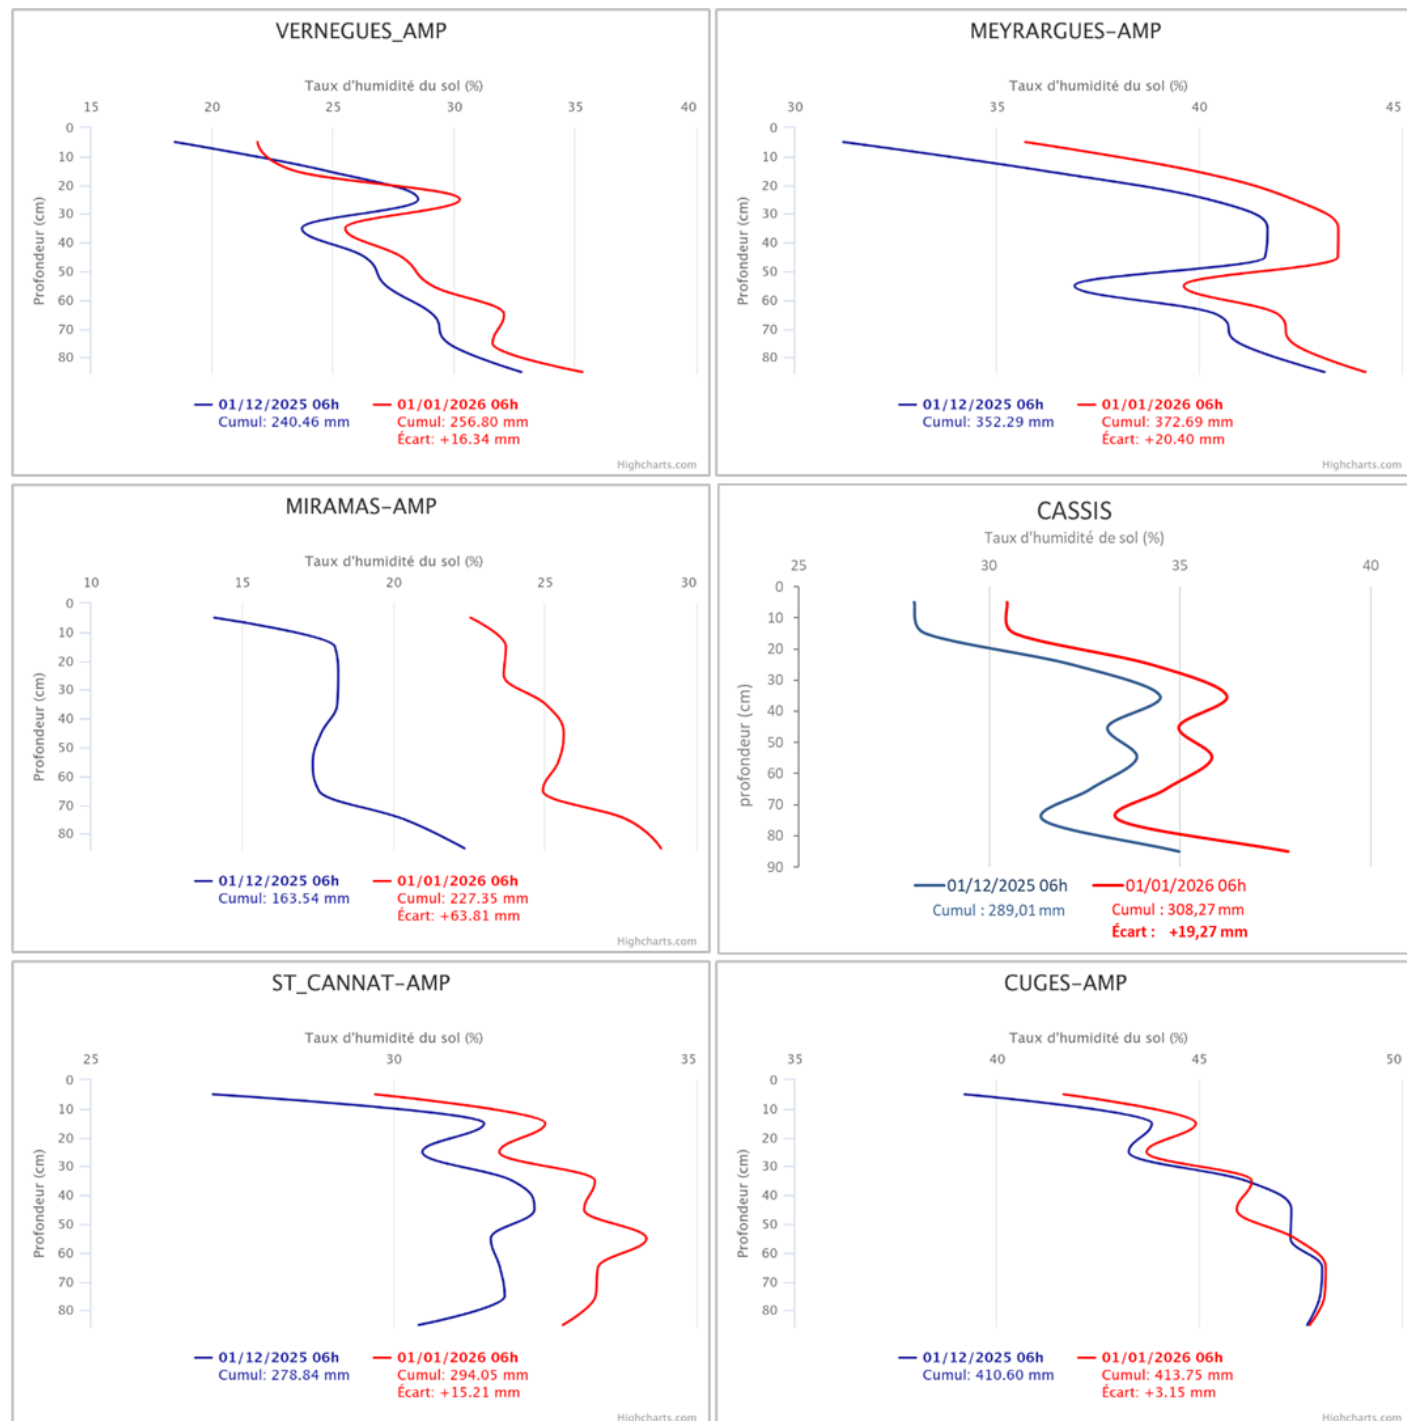 VERNEGUES_AMP
Taux d'humidité du sol (%)
15 20 25 30 35 40
Profondeur (cm)
0
10
20
30
40
50
60
70
80
01/12/2025 06h 01/01/2026 06h
Cumul: 240.46 mm Cumul: 256.80 mm
Écart: +16.34 mm
Highcharts.com
MEYRARGUES-AMP
Taux d'humidité du sol (%)
30 35 40 45
Profondeur (cm)
0
10
20
30
40
50
60
70
80
01/12/2025 06h 01/01/2026 06h
Cumul: 352.29 mm Cumul: 372.69 mm
Écart: +20.40 mm
Highcharts.com
MIRAMAS-AMP
Taux d'humidité du sol (%)
10 15 20 25 30
Profondeur (cm)
0
10
20
30
40
50
60
70
80
01/12/2025 06h 01/01/2026 06h
Cumul: 163.54 mm Cumul: 227.35 mm
Écart: +63.81 mm
Highcharts.com
CASSIS
Taux d'humidité de sol (%)
25 30 35 40
profondeur (cm)
0
10
20
30
40
50
60
70
80
90
01/12/2025 06h 01/01/2026 06h
Cumul : 289,01 mm Cumul : 308,27 mm
Écart : +19,27 mm
ST_CANNAT-AMP
Taux d'humidité du sol (%)
25 30 35
Profondeur (cm)
0
10
20
30
40
50
60
70
80
01/12/2025 06h 01/01/2026 06h
Cumul: 278.84 mm Cumul: 294.05 mm
Écart: +15.21 mm
Highcharts.com
CUGES-AMP
Taux d'humidité du sol (%)
35 40 45 50
Profondeur (cm)
0
10
20
30
40
50
60
70
80
01/12/2025 06h 01/01/2026 06h
Cumul: 410.60 mm Cumul: 413.75 mm
Écart: +3.15 mm
Highcharts.com